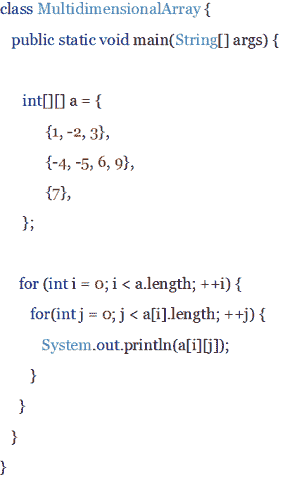 class MultidimensionalArray {
public static void main(String[] args) {
int[][] a = {
{1, -2, 3},
{-4, -5, 6, 9},
{7},
};
for (int i = 0; i < a.length; ++i) {
for(int j = 0; j < a[i].length; ++j) {
System.out.println(a[i][j]);
}
}
}
}